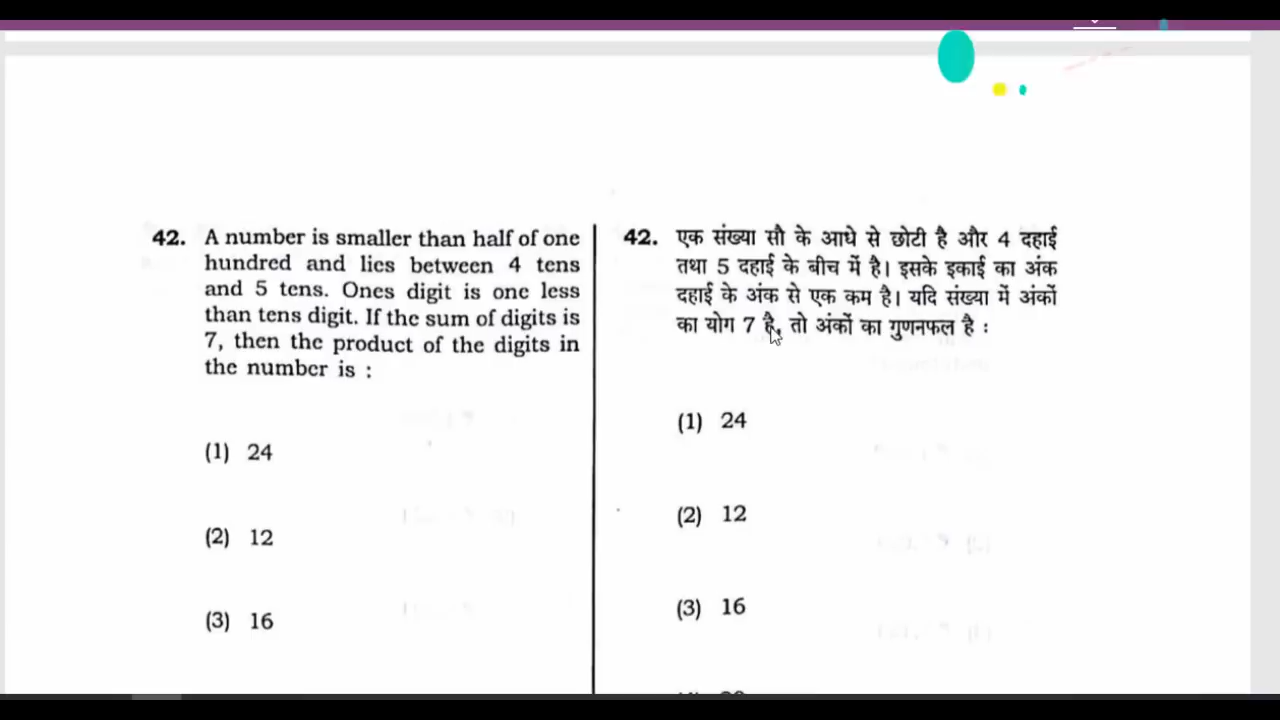 42. A number is smaller than half of one
hundred and lies between 4 tens
and 5 tens. Ones digit is one less
than tens digit. If the sum of digits is
7, then the product of the digits in
the number is :
(1) 24
(2) 12
(3) 16
42. एक संख्या सौ के आधे से छोटी है और 4 दहाई
तथा 5 दहाई के बीच में है। इसके इकाई का अंक
दहाई के अंक से एक कम है। यदि संख्या में अंकों
का योग 7 है, तो अंकों का गुणनफल है :
(1) 24
(2) 12
(3) 16